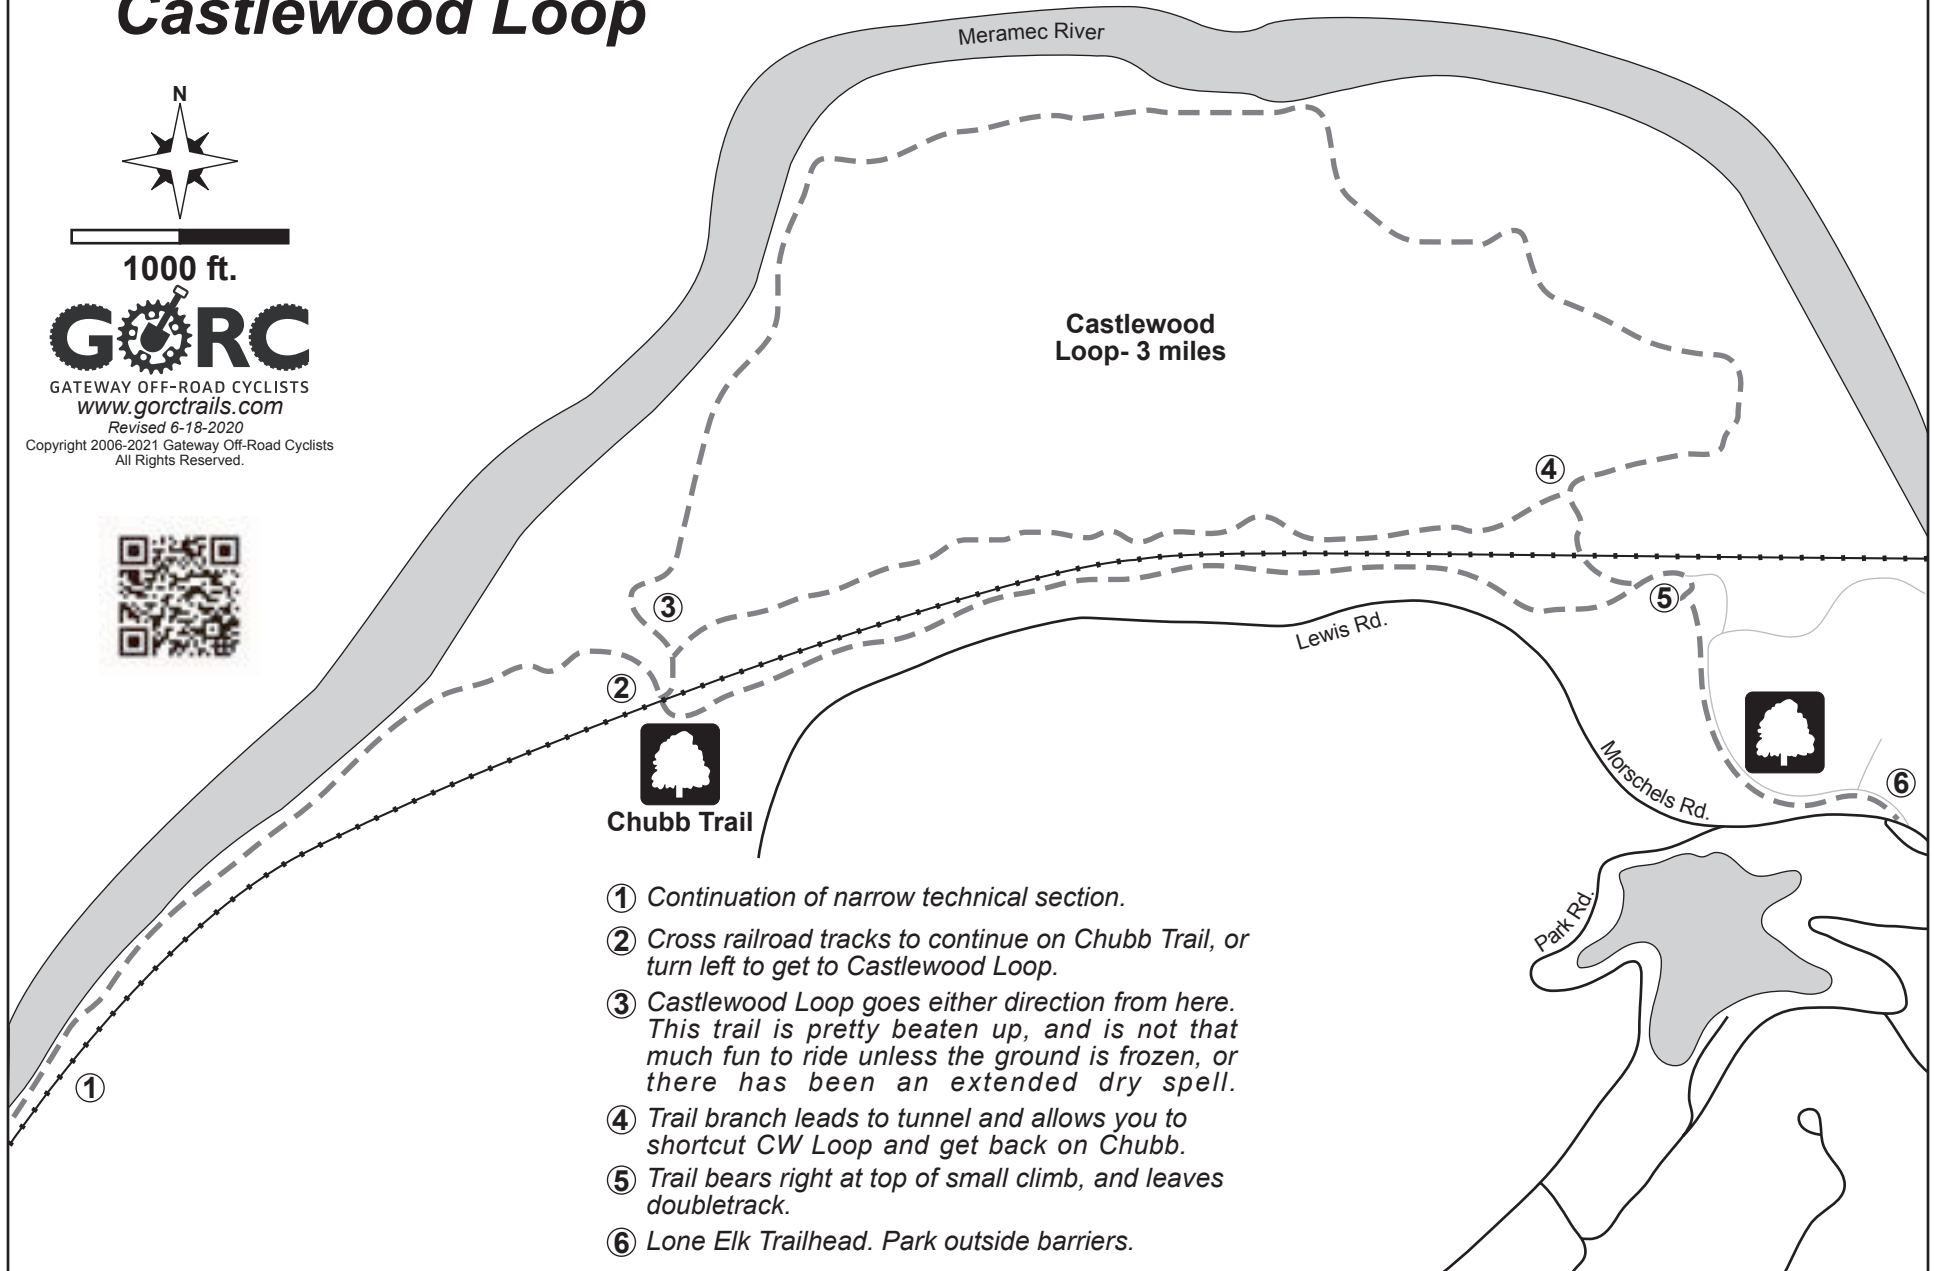 Castlewood Loop
N
1000 ft.
GORC
GATEWAY OFF-ROAD CYCLISTS
www.gorctrails.com
Revised 6-18-2020
Copyright 2006-2021 Gateway Off-Road Cyclists
All Rights Reserved.
Meramec River
Castlewood
Loop- 3 miles
4
3
5
Lewis Rd.
2
Morschels Rd.
6
Chubb Trail
Park Rd.
1
1 Continuation of narrow technical section.
2 Cross railroad tracks to continue on Chubb Trail, or
turn left to get to Castlewood Loop.
3 Castlewood Loop goes either direction from here.
This trail is pretty beaten up, and is not that
much fun to ride unless the ground is frozen, or
there has been an extended dry spell.
4 Trail branch leads to tunnel and allows you to
shortcut CW Loop and get back on Chubb.
5 Trail bears right at top of small climb, and leaves
doubletrack.
6 Lone Elk Trailhead. Park outside barriers.